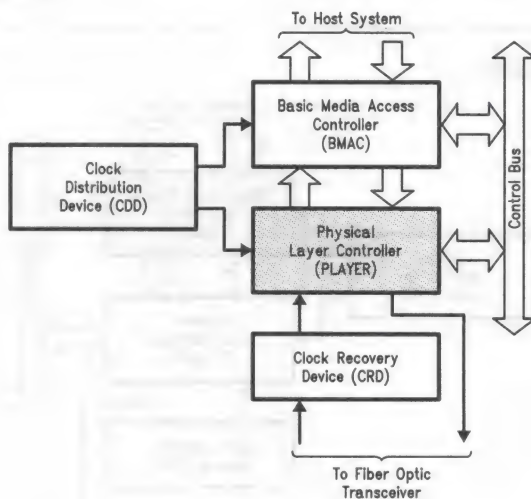 To Host System
Basic Media Access
Controller
(BMAC)
Clock
Distribution
Device (CDD)
Physical
Layer Controller
(PLAYER)
Control Bus
Clock Recovery
Device (CRD)
To Fiber Optic
Transceiver